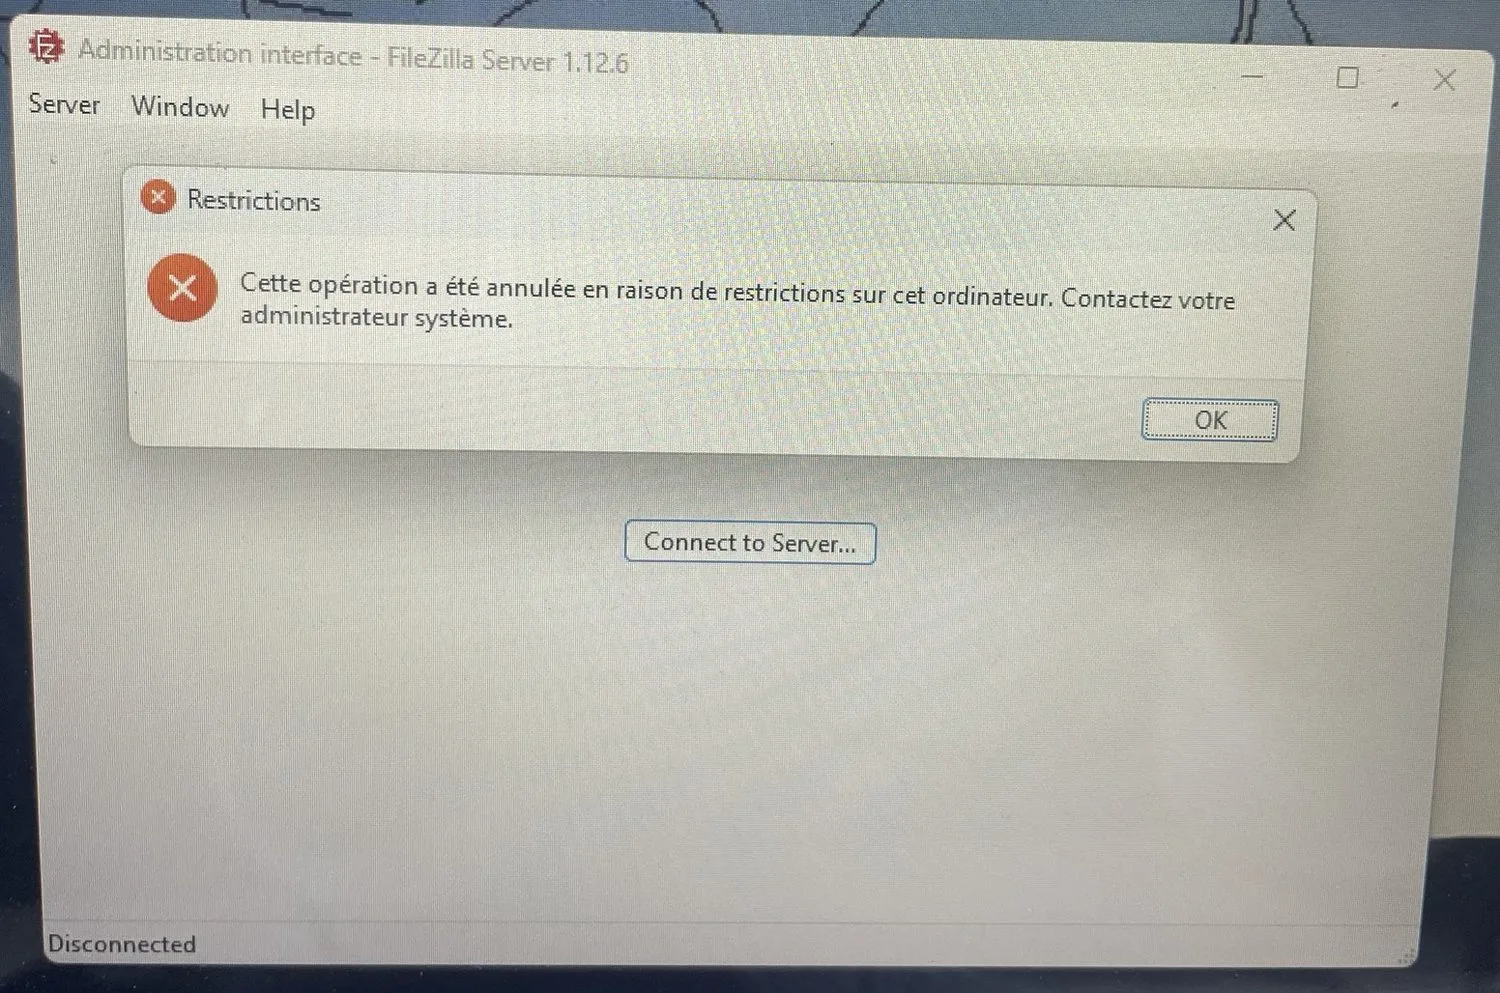 Administration interface - FileZilla Server 1.12.6
Server Window Help
Restrictions
Cette opération a été annulée en raison de restrictions sur cet ordinateur. Contactez votre
administrateur système.
OK
Connect to Server...
Disconnected